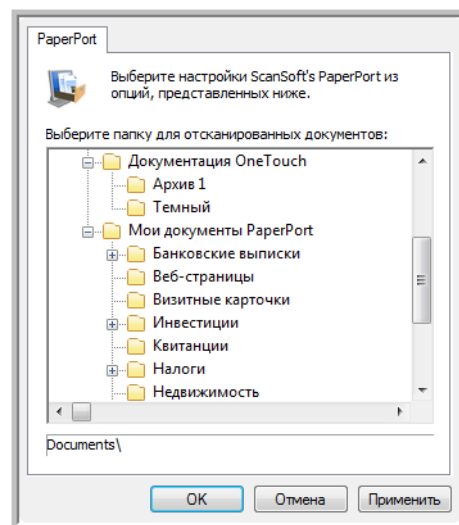 PaperPort
Выберите настройки ScanSoft's PaperPort из
опций, представленных ниже.
Выберите папку для отсканированных документов:
Документация OneTouch
Архив 1
Темный
Мои документы PaperPort
Банковские выписки
Веб-страницы
Визитные карточки
Инвестиции
Квитанции
Налоги
Недвижимость
Documents\
OK
Отмена
Применить